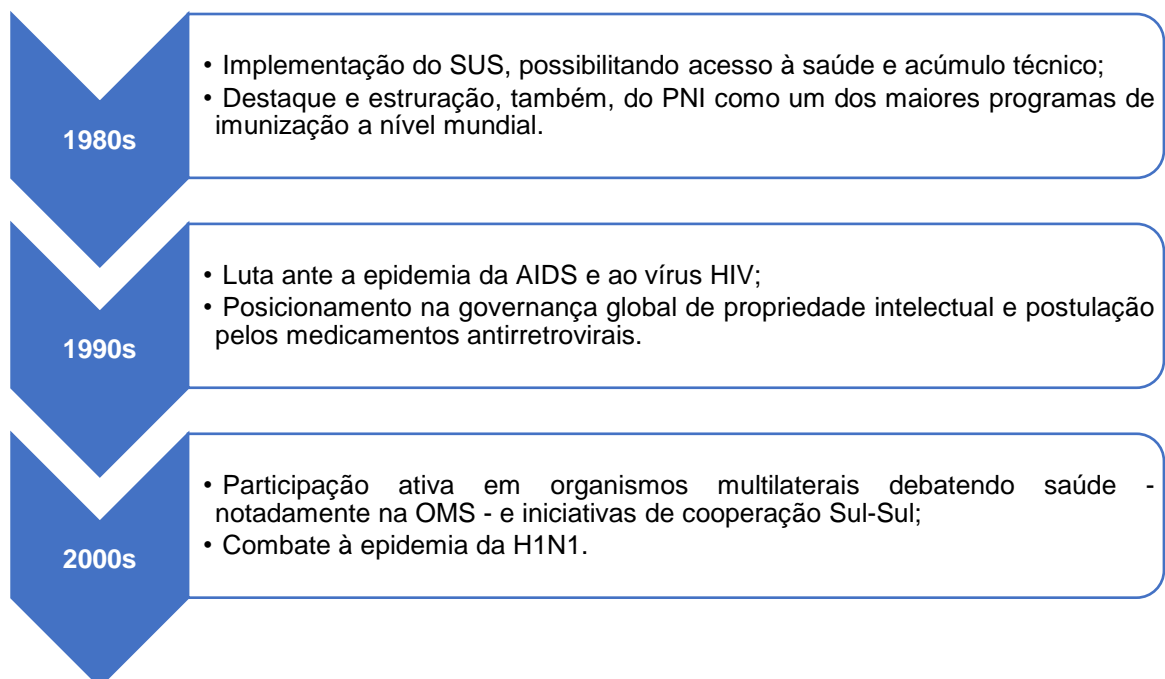 1980s
• Implementação do SUS, possibilitando acesso à saúde e acúmulo técnico;
• Destaque e estruração, também, do PNI como um dos maiores programas de
imunização a nível mundial.
1990s
• Luta ante a epidemia da AIDS e ao vírus HIV;
• Posicionamento na governança global de propriedade intelectual e postulação
pelos medicamentos antirretrovirais.
2000s
• Participação ativa em organismos multilaterais debatendo saúde -
notadamente na OMS - e iniciativas de cooperação Sul-Sul;
• Combate à epidemia da H1N1.